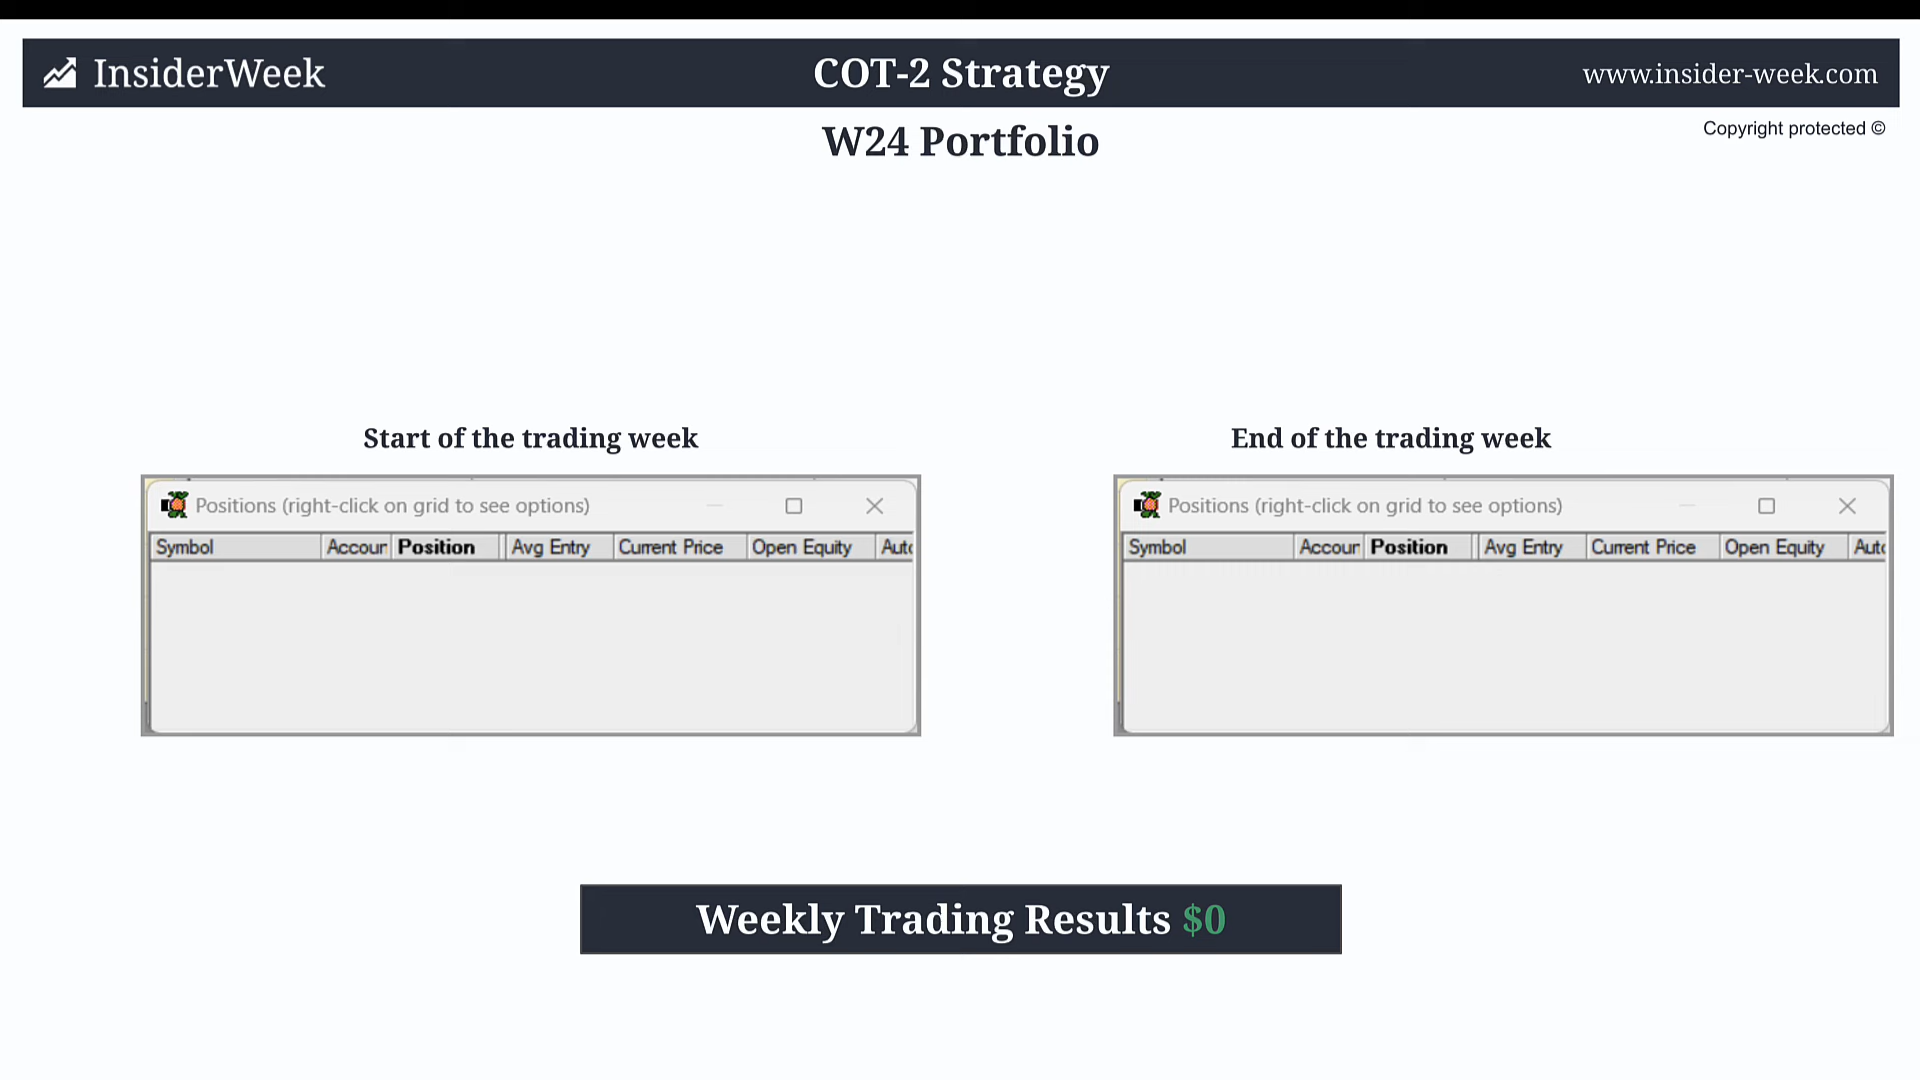 InsiderWeek
COT-2 Strategy
www.insider-week.com
W24 Portfolio
Copyright protected ©
Start of the trading week
End of the trading week
Positions (right-click on grid to see options)
Symbol Accour Position Avg Entry Current Price Open Equity Auto
Positions (right-click on grid to see options)
Symbol Accour Position Avg Entry Current Price Open Equity Auto
Weekly Trading Results $0